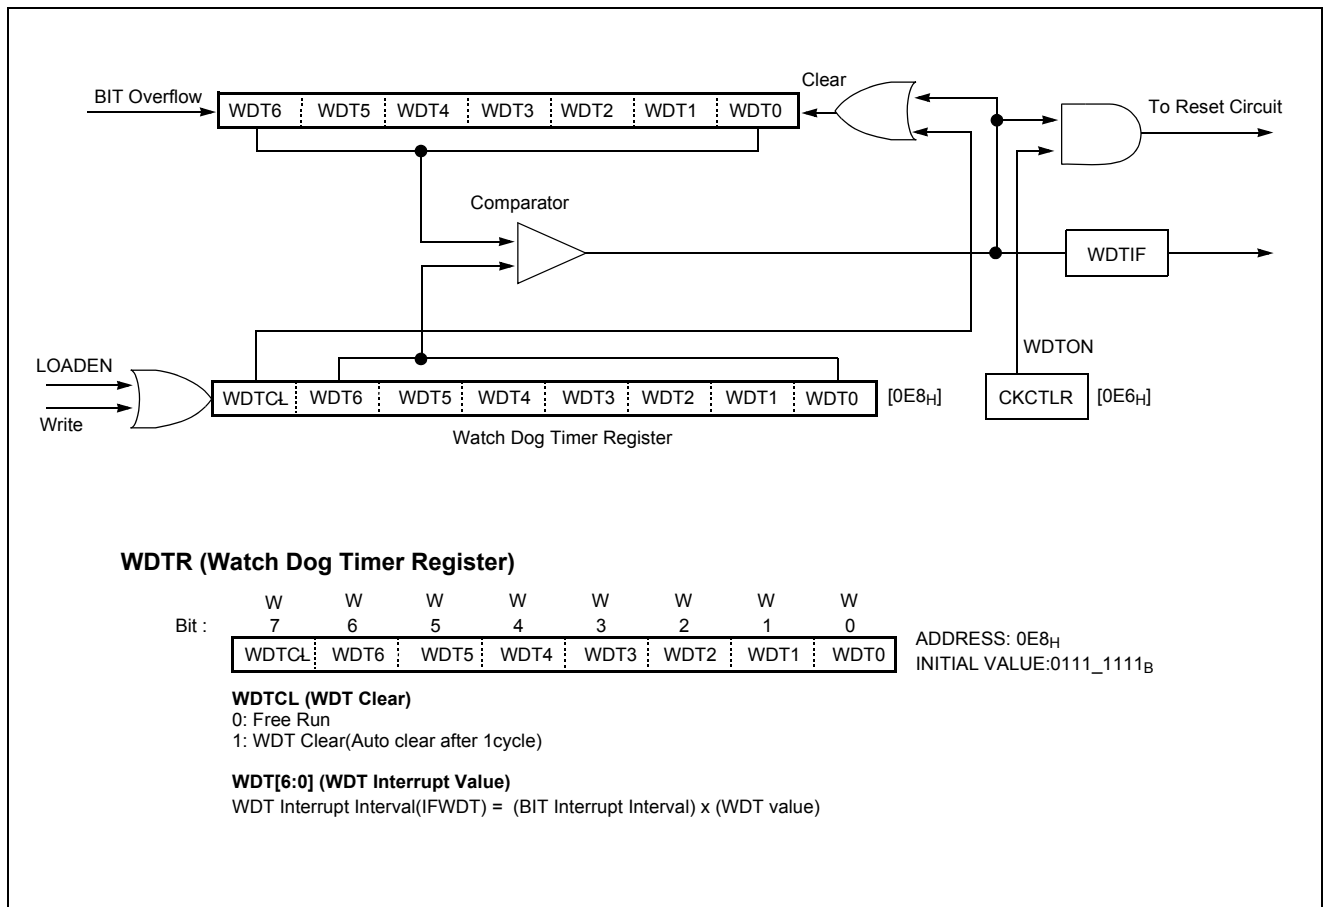 Clear
BIT Overflow
WDT6 WDT5 WDT4 WDT3 WDT2 WDT1 WDT0
To Reset Circuit
Comparator
WDTIF
WDTON
LOADEN
Write
WDTCL WDT6 WDT5 WDT4 WDT3 WDT2 WDT1 WDT0 [0E8H]
CKCTLR [0E6H]
Watch Dog Timer Register
WDTR (Watch Dog Timer Register)
W W W W W W W W
Bit : 7 6 5 4 3 2 1 0
WDTCL WDT6 WDT5 WDT4 WDT3 WDT2 WDT1 WDT0
ADDRESS: 0E8H
INITIAL VALUE:0111_1111B
WDTCL (WDT Clear)
0: Free Run
1: WDT Clear(Auto clear after 1cycle)
WDT[6:0] (WDT Interrupt Value)
WDT Interrupt Interval(IFWDT) = (BIT Interrupt Interval) x (WDT value)